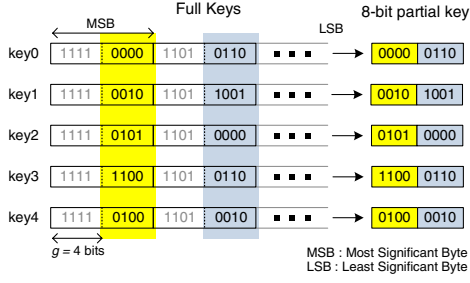 Full Keys 8-bit partial key
MSB LSB
key0 1111 0000 1101 0110 0000 0110
key1 1111 0010 1101 1001 0010 1001
key2 1111 0101 1101 0000 0101 0000
key3 1111 1100 1101 0110 1100 0110
key4 1111 0100 1101 0010 0100 0010
g = 4 bits
MSB : Most Significant Byte
LSB : Least Significant Byte